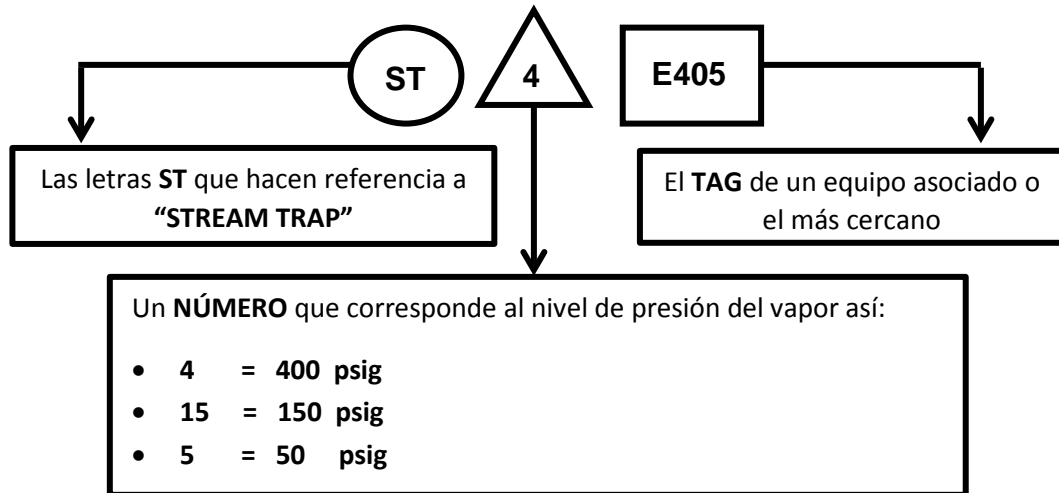 ST 4 E405
Las letras ST que hacen referencia a
“STREAM TRAP”
El TAG de un equipo asociado o
el más cercano
Un NÚMERO que corresponde al nivel de presión del vapor así:
• 4 = 400 psig
• 15 = 150 psig
• 5 = 50 psig